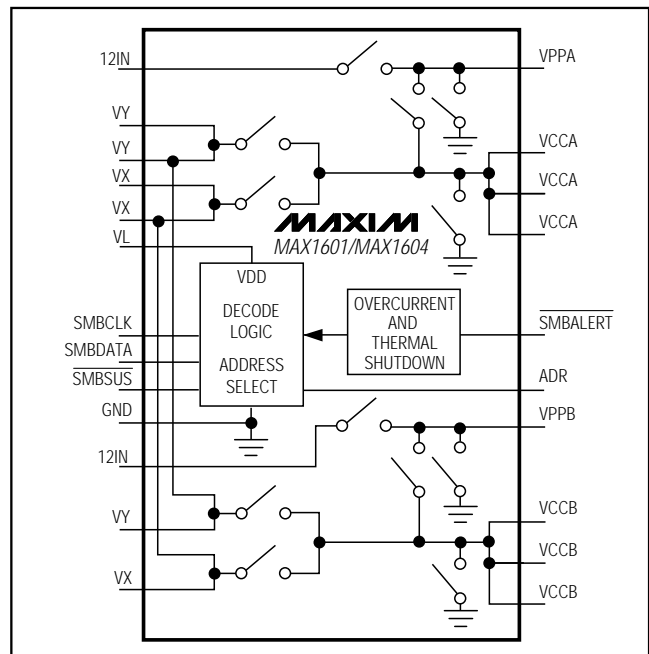 12IN
VPPA
VY
VY
VCCA
VX
VCCA
VX
VCCA
MAXIM
MAX1601/MAX1604
VL
VDD
DECODE
LOGIC
ADDRESS
SELECT
OVERCURRENT
AND
THERMAL
SHUTDOWN
SMBCLK
SMBDATA
SMBSUS
GND
SMBALERT
ADR
VPPB
12IN
VY
VCCB
VCCB
VX
VCCB